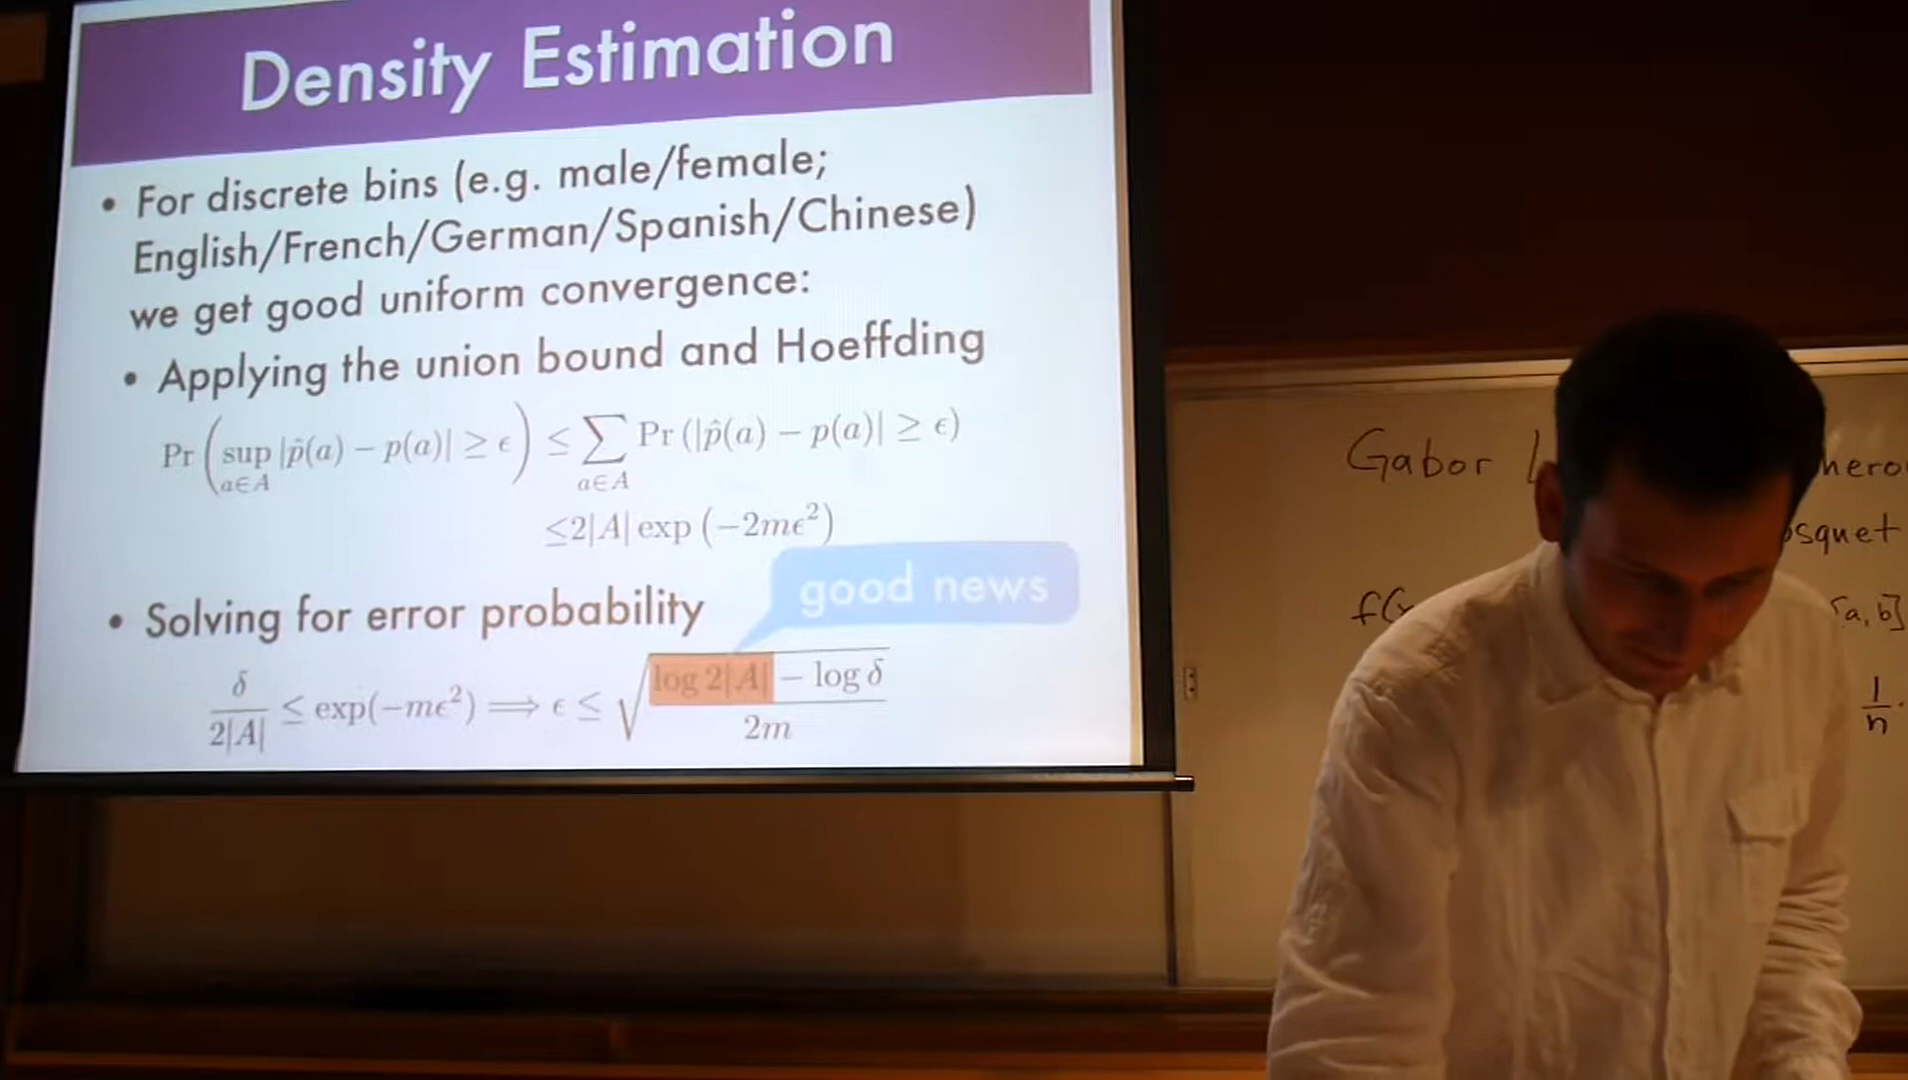 Density Estimation
• For discrete bins (e.g. male/female;
English/French/German/Spanish/Chinese)
we get good uniform convergence:
• Applying the union bound and Hoeffding
Pr ( sup_{a∈A} |p̂(a) − p(a)| ≥ ϵ ) ≤ ∑_{a∈A} Pr (|p̂(a) − p(a)| ≥ ϵ)
≤2|A| exp (−2mϵ²)
good news
• Solving for error probability
δ/2|A| ≤ exp(−mϵ²) ⟹ ϵ ≤ √((log 2|A| − log δ)/2m)
Gabor
[a, b]
1/n